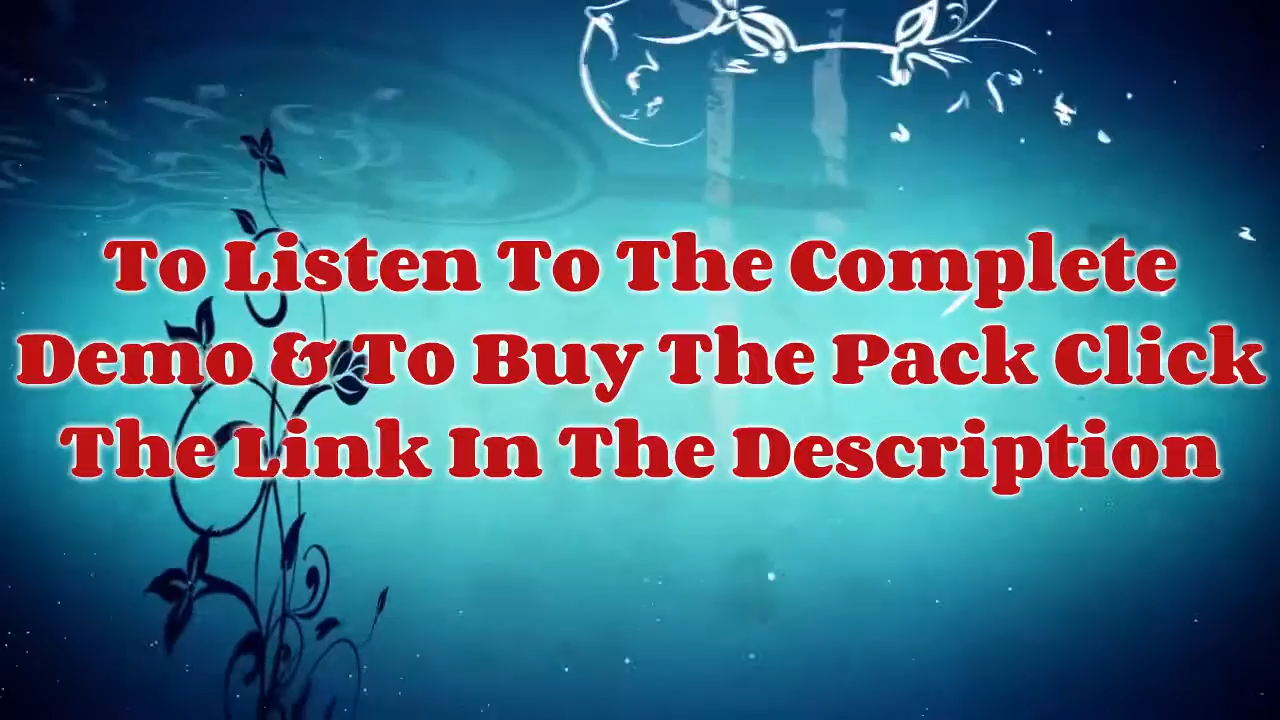 To Listen To The Complete
Demo & To Buy The Pack Click
The Link In The Description